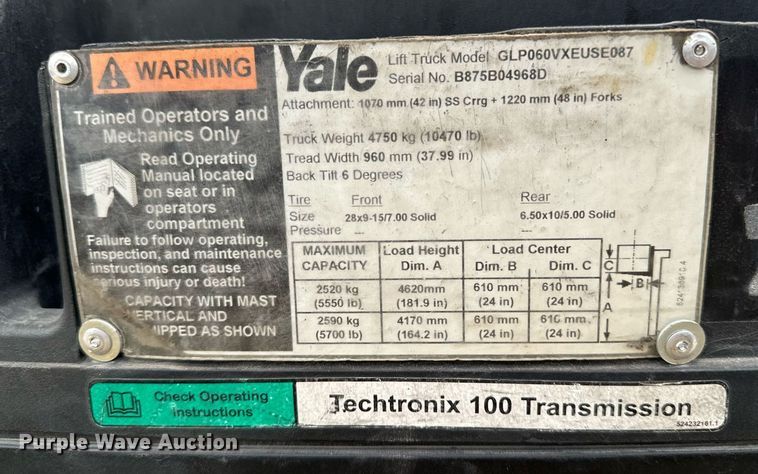 WARNING
Trained Operators and
Mechanics Only
Read Operating
Manual located
on seat or in
operators
compartment
Failure to follow operating,
inspection, and maintenance
instructions can cause
serious injury or death!
CAPACITY WITH MAST
VERTICAL AND
IPPED AS SHOWN
Yale
Lift Truck Model GLP060VXEUSE087
Serial No. B875B04968D
Attachment: 1070 mm (42 in) SS Crrg + 1220 mm (48 in) Forks
Truck Weight 4750 kg (10470 lb)
Tread Width 960 mm (37.99 in)
Back Tilt 6 Degrees
Tire Front Rear
Size 28x9-15/7.00 Solid 6.50x10/5.00 Solid
Pressure --- ---
MAXIMUM CAPACITY Load Height Dim. A Load Center Dim. B Dim. C
2520 kg 4620mm 610 mm 610 mm
(5550 lb) (181.9 in) (24 in) (24 in)
2590 kg 4170 mm 610 mm 610 mm
(5700 lb) (164.2 in) (24 in) (24 in)
C
B
A
Check Operating
Instructions
Techtronix 100 Transmission
524232161.1
Purple Wave Auction